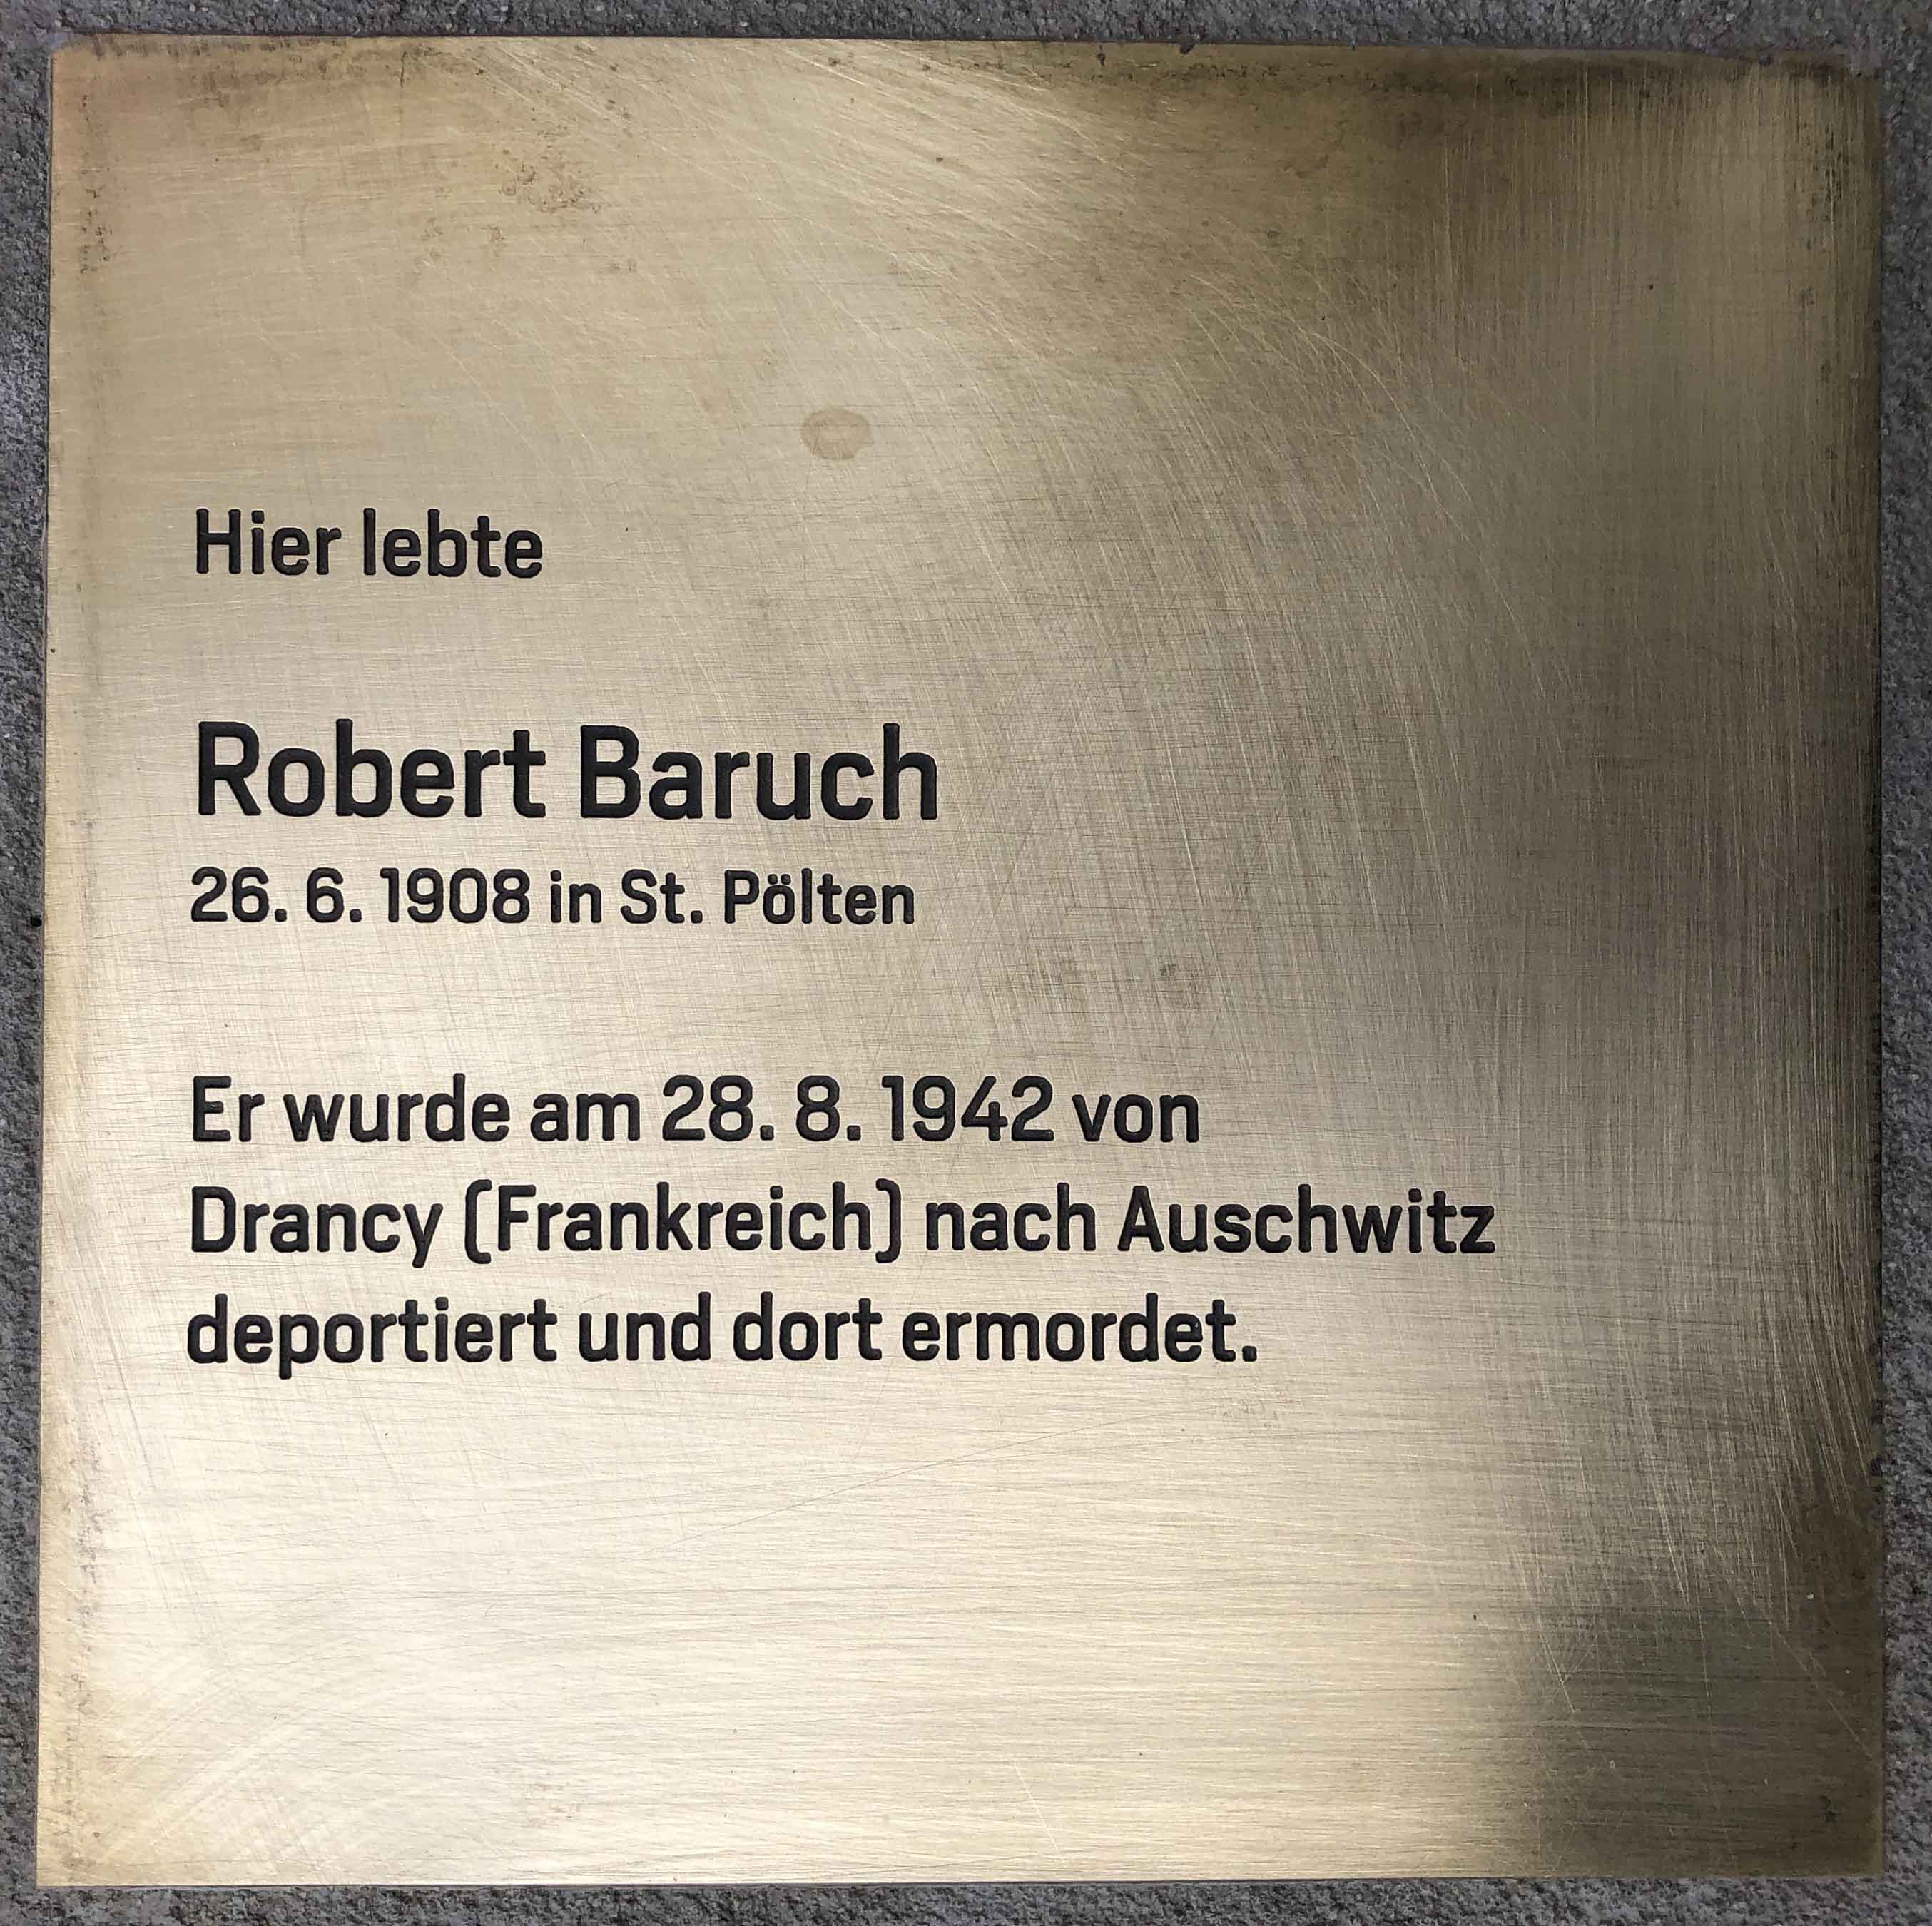 Hier lebte
Robert Baruch
26. 6. 1908 in St. Pölten
Er wurde am 28. 8. 1942 von
Drancy (Frankreich) nach Auschwitz
deportiert und dort ermordet.